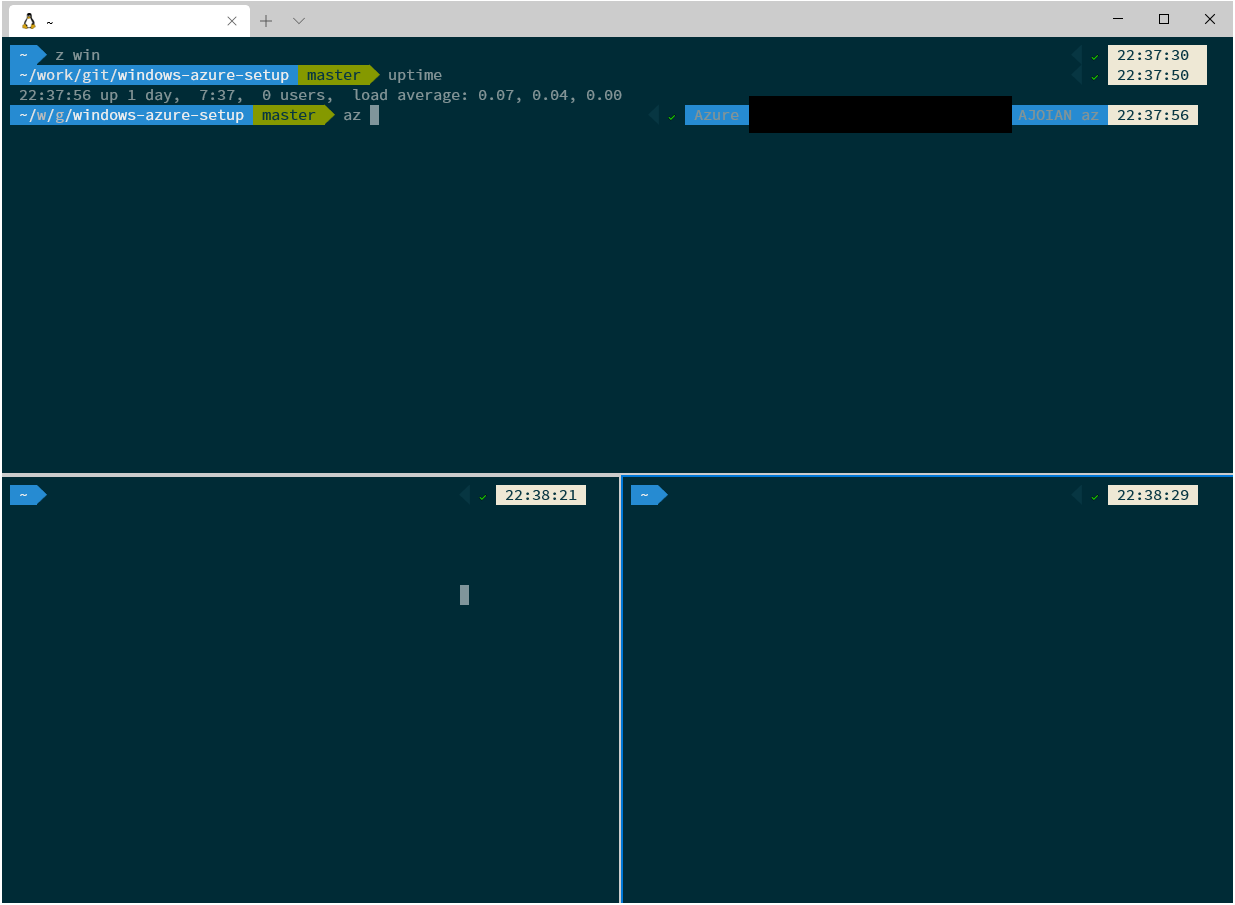 ~
~ z win ✓ 22:37:30
~/work/git/windows-azure-setup master uptime ✓ 22:37:50
22:37:56 up 1 day, 7:37, 0 users, load average: 0.07, 0.04, 0.00
~/w/g/windows-azure-setup master az ✓ Azure AJOIAN az 22:37:56
~ ✓ 22:38:21
~ ✓ 22:38:29